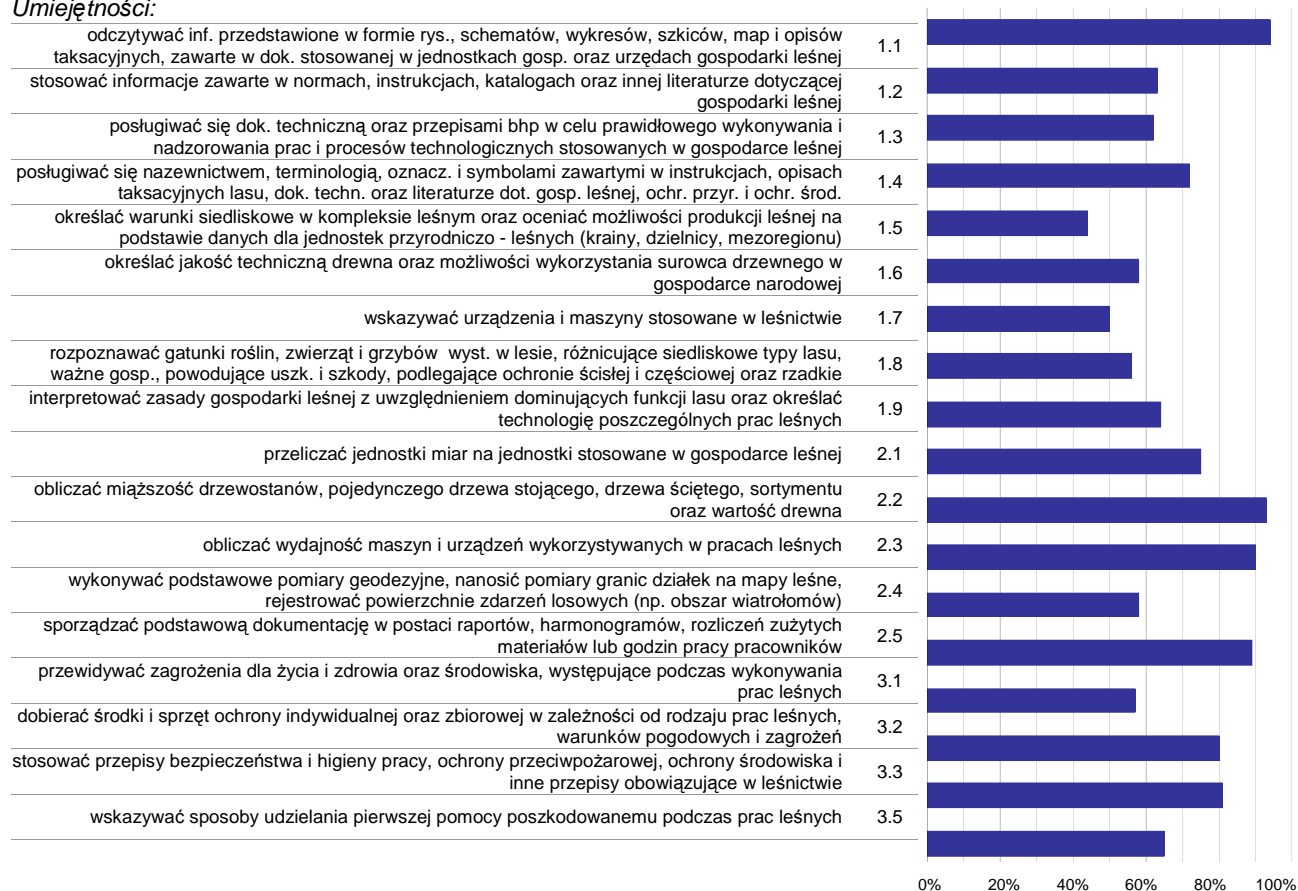 Umiejętności:
odczytywać inf. przedstawione w formie rys., schematów, wykresów, szkiców, map i opisów
taksacyjnych, zawarte w dok. stosowanej w jednostkach gosp. oraz urzędach gospodarki leśnej
1.1
stosować informacje zawarte w normach, instrukcjach, katalogach oraz innej literaturze dotyczącej
gospodarki leśnej
1.2
posługiwać się dok. techniczną oraz przepisami bhp w celu prawidłowego wykonywania i
nadzorowania prac i procesów technologicznych stosowanych w gospodarce leśnej
1.3
posługiwać się nazewnictwem, terminologią, oznacz. i symbolami zawartymi w instrukcjach, opisach
taksacyjnych lasu, dok. techn. oraz literaturze dot. gosp. leśnej, ochr. przyr. i ochr. środ.
1.4
określać warunki siedliskowe w kompleksie leśnym oraz oceniać możliwości produkcji leśnej na
podstawie danych dla jednostek przyrodniczo - leśnych (krainy, dzielnicy, mezoregionu)
1.5
określać jakość techniczną drewna oraz możliwości wykorzystania surowca drzewnego w
gospodarce narodowej
1.6
wskazywać urządzenia i maszyny stosowane w leśnictwie 1.7
rozpoznawać gatunki roślin, zwierząt i grzybów wyst. w lesie, różnicujące siedliskowe typy lasu,
ważne gosp., powodujące uszk. i szkody, podlegające ochronie ścisłej i częściowej oraz rzadkie
1.8
interpretować zasady gospodarki leśnej z uwzględnieniem dominujących funkcji lasu oraz określać
technologię poszczególnych prac leśnych
1.9
przeliczać jednostki miar na jednostki stosowane w gospodarce leśnej 2.1
obliczać miąższość drzewostanów, pojedynczego drzewa stojącego, drzewa ściętego, sortymentu
oraz wartość drewna
2.2
obliczać wydajność maszyn i urządzeń wykorzystywanych w pracach leśnych 2.3
wykonywać podstawowe pomiary geodezyjne, nanosić pomiary granic działek na mapy leśne,
rejestrować powierzchnie zdarzeń losowych (np. obszar wiatrołomów)
2.4
sporządzać podstawową dokumentację w postaci raportów, harmonogramów, rozliczeń zużytych
materiałów lub godzin pracy pracowników
2.5
przewidywać zagrożenia dla życia i zdrowia oraz środowiska, występujące podczas wykonywania
prac leśnych
3.1
dobierać środki i sprzęt ochrony indywidualnej oraz zbiorowej w zależności od rodzaju prac leśnych,
warunków pogodowych i zagrożeń
3.2
stosować przepisy bezpieczeństwa i higieny pracy, ochrony przeciwpożarowej, ochrony środowiska i
inne przepisy obowiązujące w leśnictwie
3.3
wskazywać sposoby udzielania pierwszej pomocy poszkodowanemu podczas prac leśnych 3.5
0% 20% 40% 60% 80% 100%